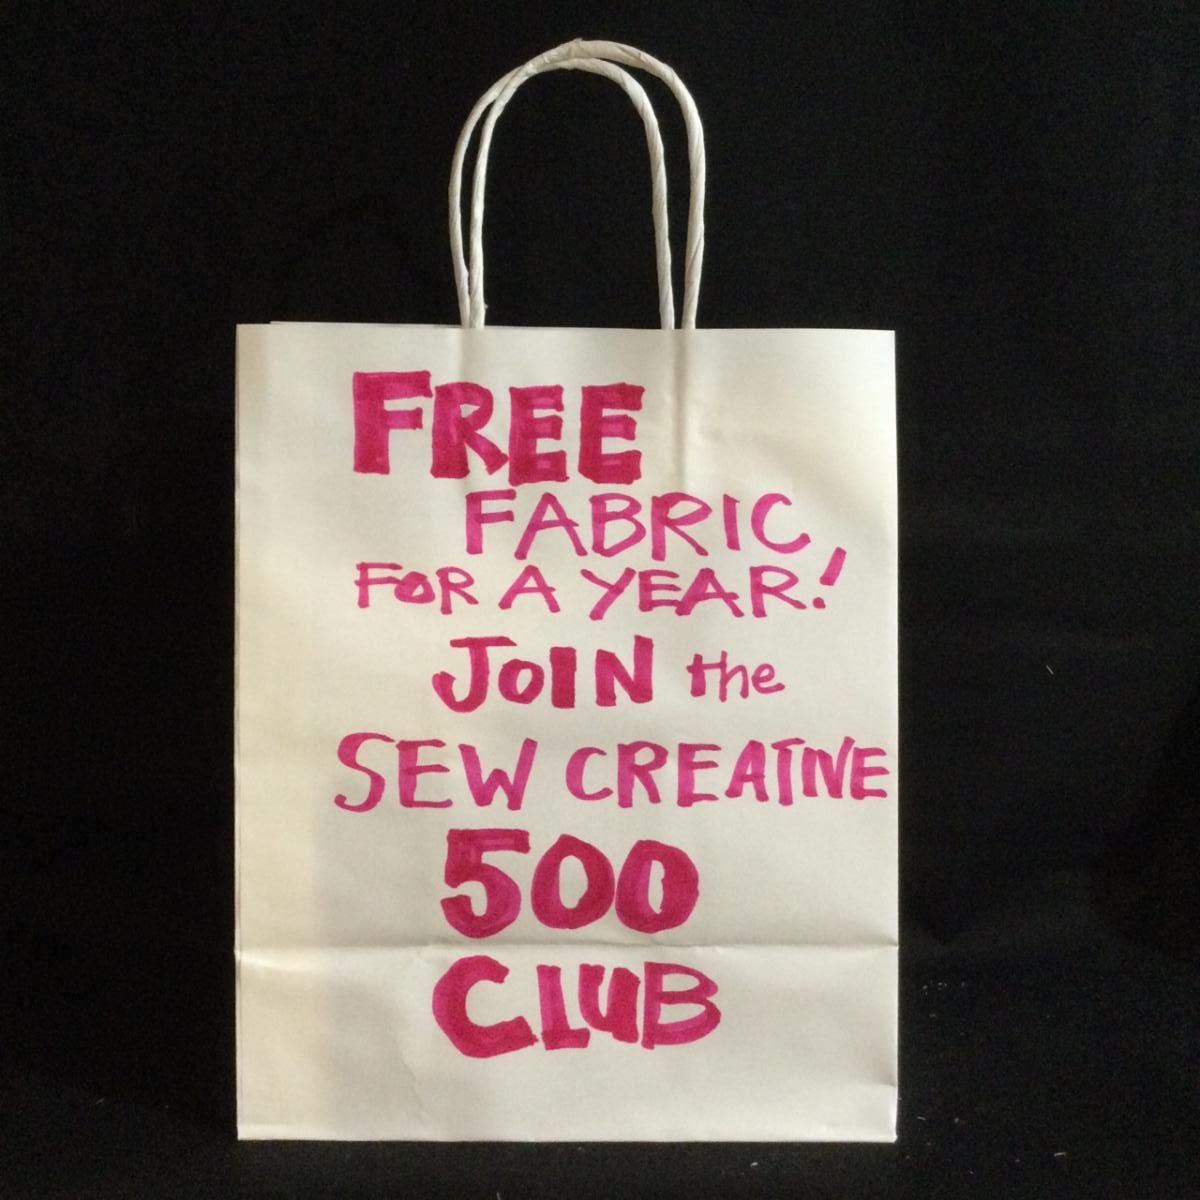 FREE
FABRIC
FOR A YEAR!
JOIN the
SEW CREATIVE
500
CLUB